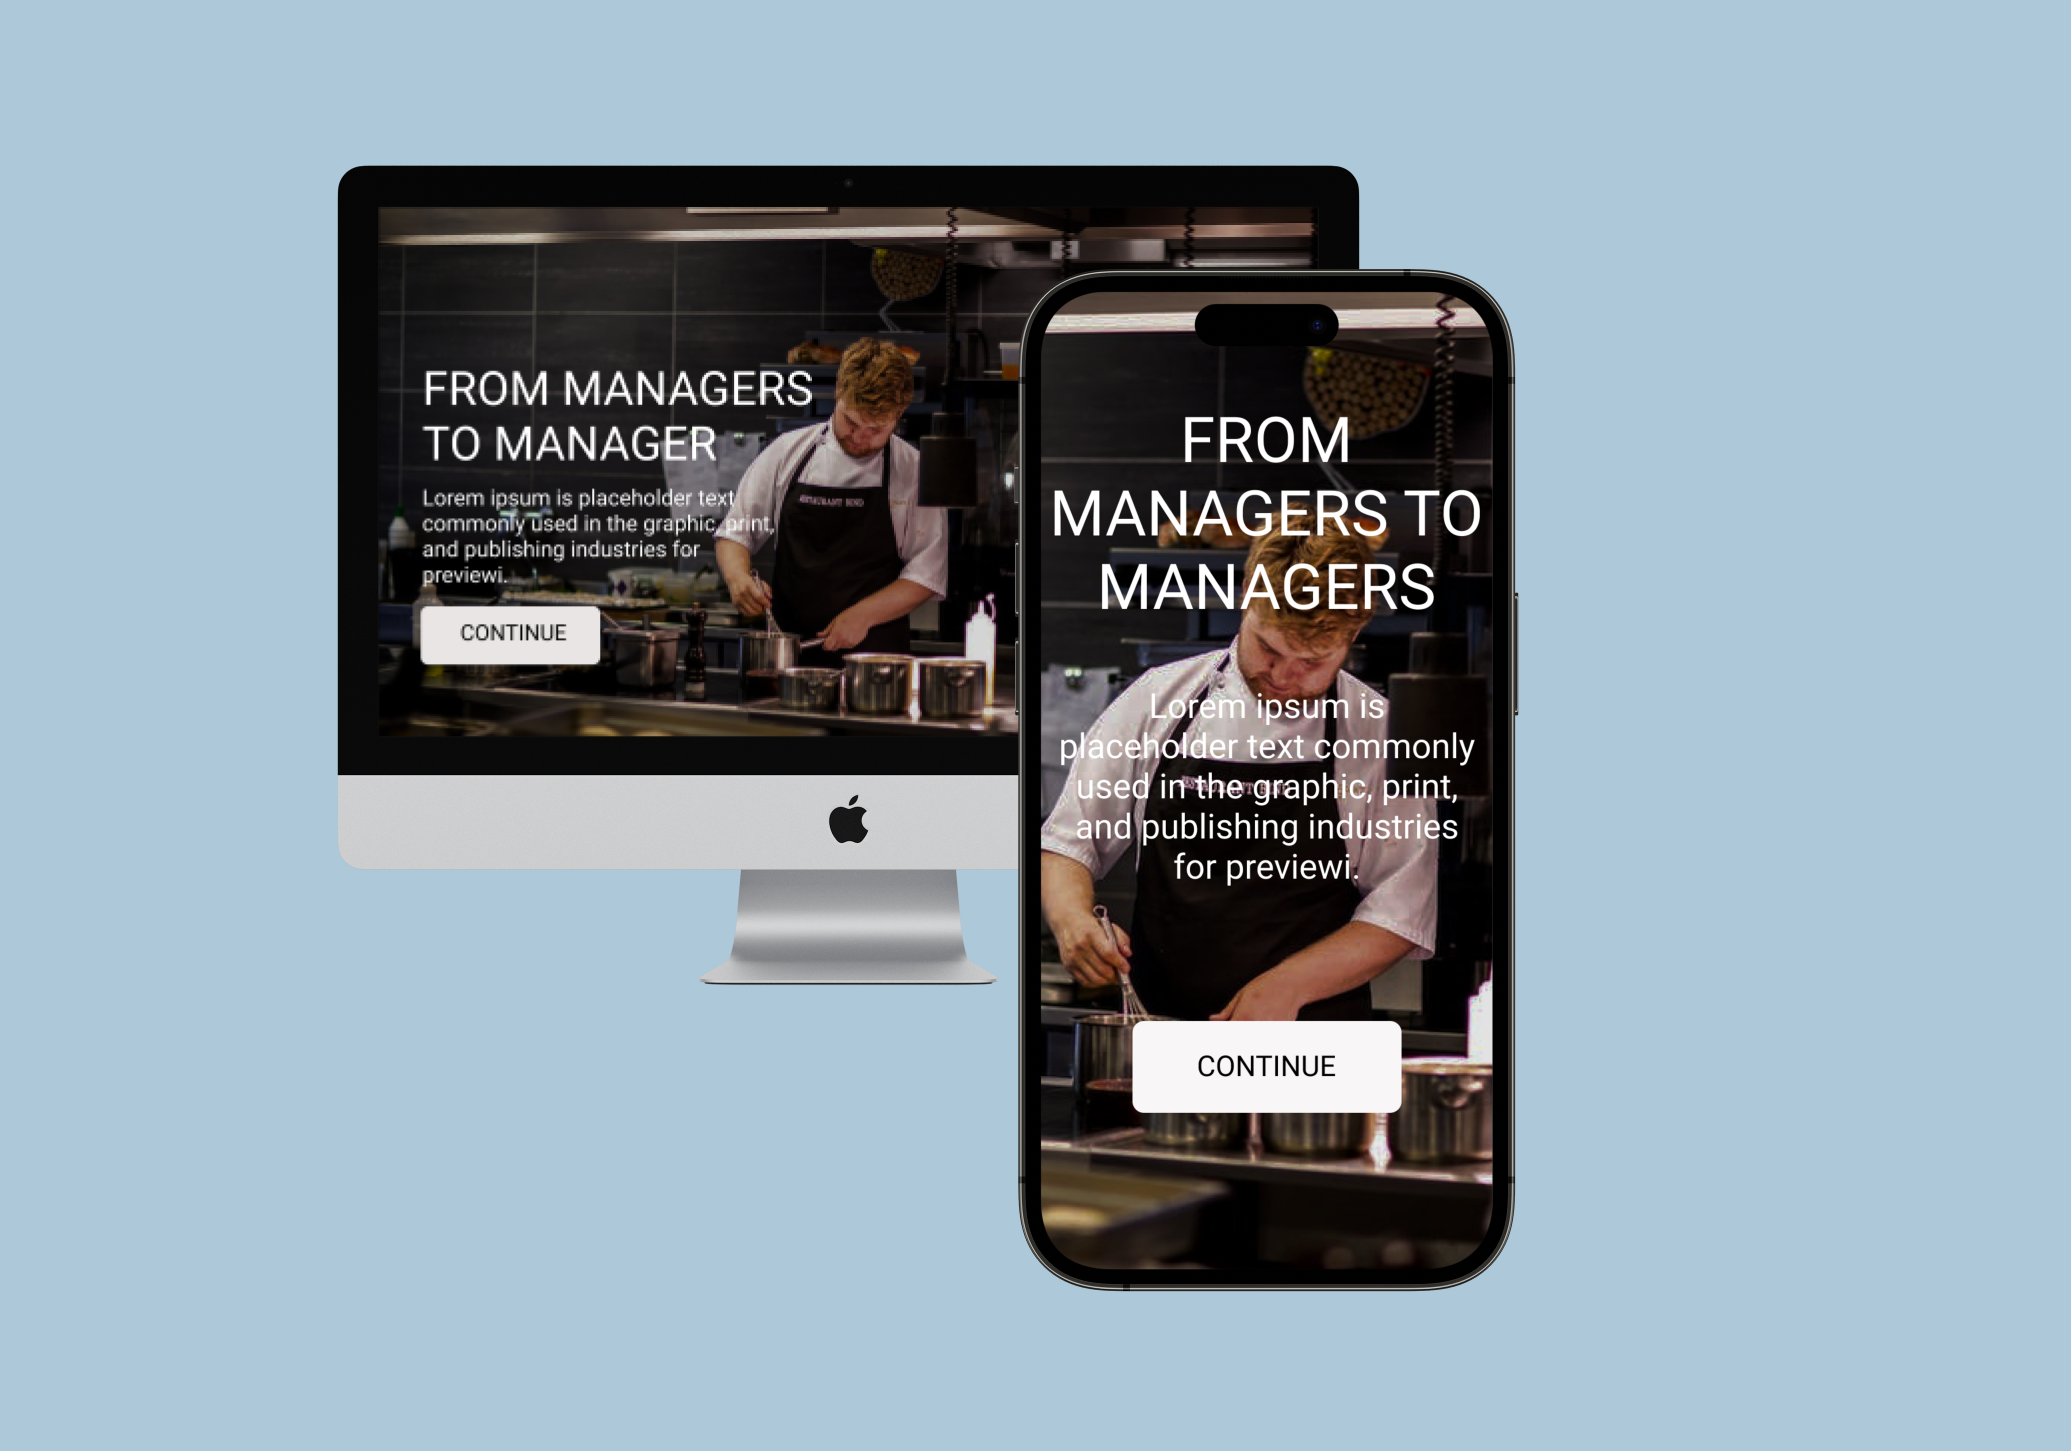 FROM MANAGERS
TO MANAGER
Lorem ipsum is placeholder text
commonly used in the graphic, print,
and publishing industries for
previewi.
CONTINUE
RESTAURANT
FROM
MANAGERS TO
MANAGERS
Lorem ipsum is
placeholder text commonly
used in the graphic, print,
and publishing industries
for previewi.
CONTINUE